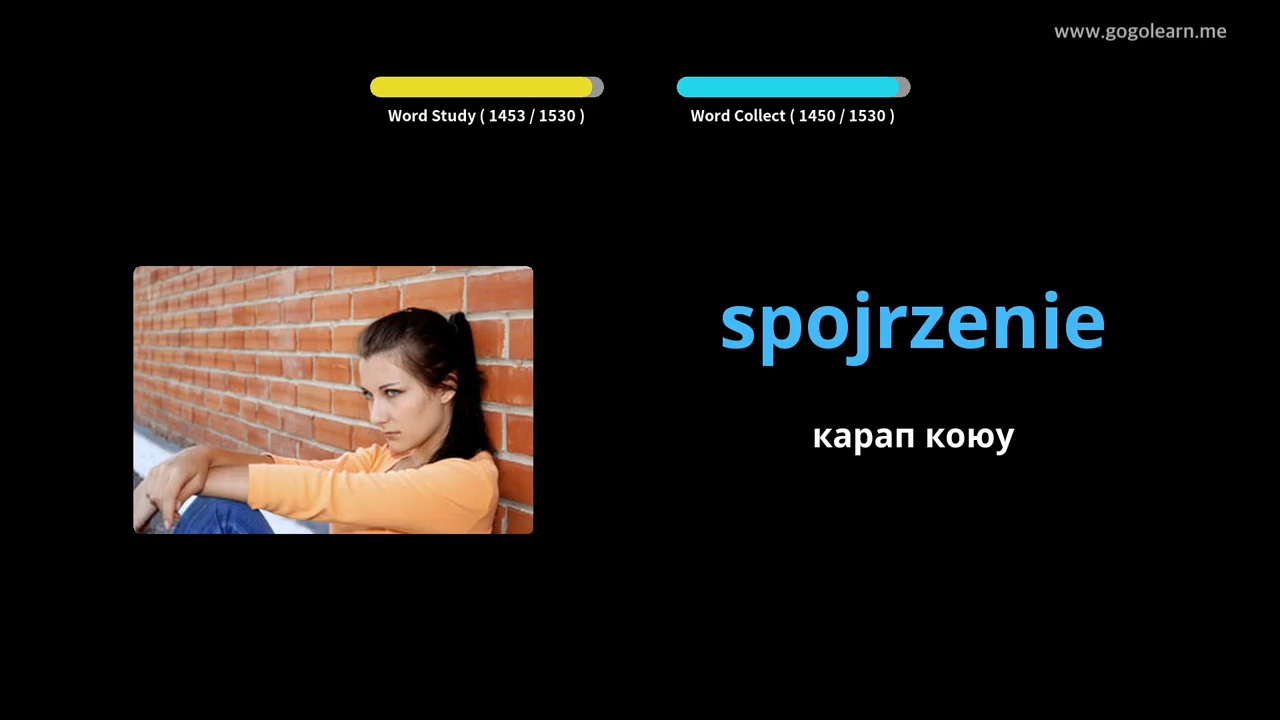 www.gogolearn.me
Word Study ( 1453 / 1530 )
Word Collect ( 1450 / 1530 )
spojrzenie
карап коюу